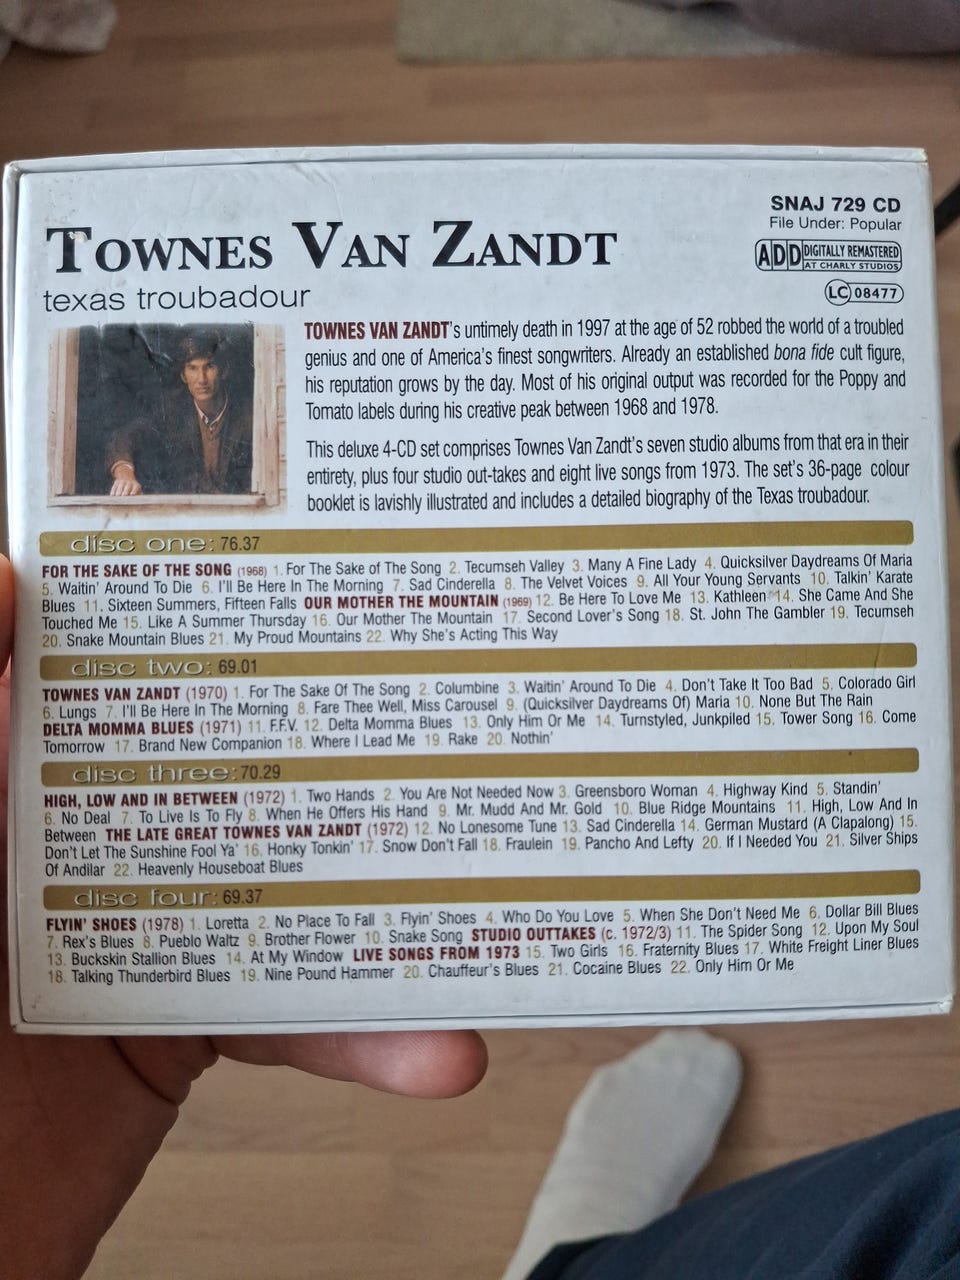 SNAJ 729 CD
File Under: Popular
TOWNES VAN ZANDT
ADD DIGITALLY REMASTERED
AT CHARLY STUDIOS
texas troubadour
LC 08477
TOWNES VAN ZANDT's untimely death in 1997 at the age of 52 robbed the world of a troubled
genius and one of America's finest songwriters. Already an established bona fide cult figure,
his reputation grows by the day. Most of his original output was recorded for the Poppy and
Tomato labels during his creative peak between 1968 and 1978.
This deluxe 4-CD set comprises Townes Van Zandt's seven studio albums from that era in their
entirety, plus four studio out-takes and eight live songs from 1973. The set's 36-page colour
booklet is lavishly illustrated and includes a detailed biography of the Texas troubadour.
disc one: 76.37
FOR THE SAKE OF THE SONG (1968) 1. For The Sake of The Song 2. Tecumseh Valley 3. Many A Fine Lady 4. Quicksilver Daydreams Of Maria
5. Waitin' Around To Die 6. I'll Be Here In The Morning 7. Sad Cinderella 8. The Velvet Voices 9. All Your Young Servants 10. Talkin' Karate
Blues 11. Sixteen Summers, Fifteen Falls OUR MOTHER THE MOUNTAIN (1969) 12. Be Here To Love Me 13. Kathleen 14. She Came And She
Touched Me 15. Like A Summer Thursday 16. Our Mother The Mountain 17. Second Lover's Song 18. St. John The Gambler 19. Tecumseh
20. Snake Mountain Blues 21. My Proud Mountains 22. Why She's Acting This Way
disc two: 69.01
TOWNES VAN ZANDT (1970) 1. For The Sake Of The Song 2. Columbine 3. Waitin' Around To Die 4. Don't Take It Too Bad 5. Colorado Girl
6. Lungs 7. I'll Be Here In The Morning 8. Fare Thee Well, Miss Carousel 9. (Quicksilver Daydreams Of) Maria 10. None But The Rain
DELTA MOMMA BLUES (1971) 11. F.F.V. 12. Delta Momma Blues 13. Only Him Or Me 14. Turnstyled, Junkpiled 15. Tower Song 16. Come
Tomorrow 17. Brand New Companion 18. Where I Lead Me 19. Rake 20. Nothin'
disc three: 70.29
HIGH, LOW AND IN BETWEEN (1972) 1. Two Hands 2. You Are Not Needed Now 3. Greensboro Woman 4. Highway Kind 5. Standin'
6. No Deal 7. To Live Is To Fly 8. When He Offers His Hand 9. Mr. Mudd And Mr. Gold 10. Blue Ridge Mountains 11. High, Low And In
Between THE LATE GREAT TOWNES VAN ZANDT (1972) 12. No Lonesome Tune 13. Sad Cinderella 14. German Mustard (A Clapalong) 15.
Don't Let The Sunshine Fool Ya' 16. Honky Tonkin' 17. Snow Don't Fall 18. Fraulein 19. Pancho And Lefty 20. If I Needed You 21. Silver Ships
Of Andilar 22. Heavenly Houseboat Blues
disc four: 69.37
FLYIN' SHOES (1978) 1. Loretta 2. No Place To Fall 3. Flyin' Shoes 4. Who Do You Love 5. When She Don't Need Me 6. Dollar Bill Blues
7. Rex's Blues 8. Pueblo Waltz 9. Brother Flower 10. Snake Song STUDIO OUTTAKES (c. 1972/3) 11. The Spider Song 12. Upon My Soul
13. Buckskin Stallion Blues 14. At My Window LIVE SONGS FROM 1973 15. Two Girls 16. Fraternity Blues 17. White Freight Liner Blues
18. Talking Thunderbird Blues 19. Nine Pound Hammer 20. Chauffeur's Blues 21. Cocaine Blues 22. Only Him Or Me